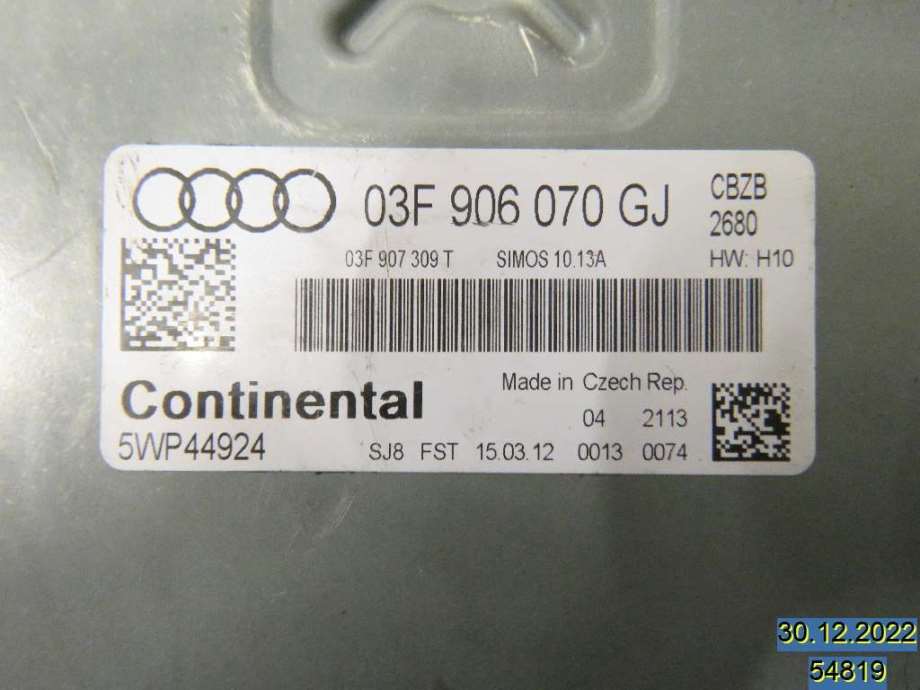 03F 906 070 GJ
CBZB
2680
03F 907 309 T SIMOS 10.13A HW: H10
Continental
Made in Czech Rep.
04 2113
5WP44924
SJ8 FST 15.03.12 0013 0074
30.12.2022
54819